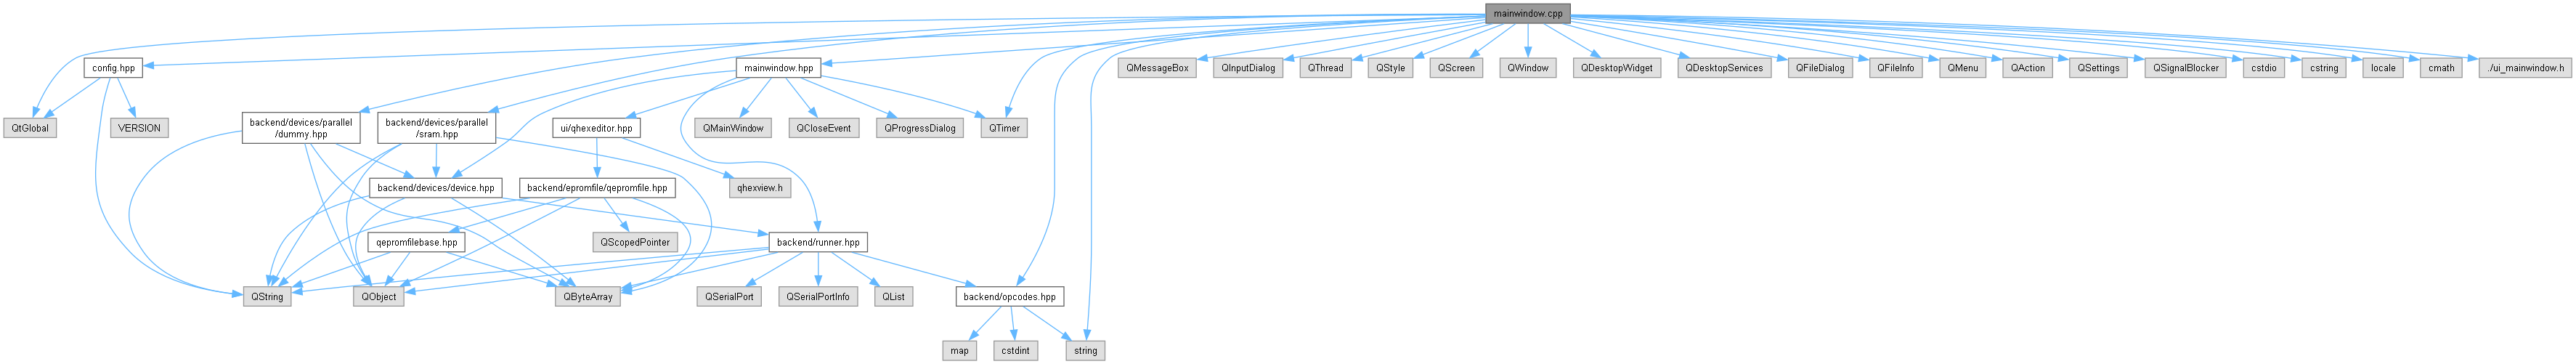 mainwindow.cpp
config.hpp
mainwindow.hpp
QMessageBox
QInputDialog
QThread
QStyle
QScreen
QWindow
QDesktopWidget
QDesktopServices
QFileDialog
QFileInfo
QMenu
QAction
QSettings
QSignalBlocker
cstdio
cstring
locale
cmath
./ui_mainwindow.h
QtGlobal
VERSION
backend/devices/parallel
/dummy.hpp
backend/devices/parallel
/sram.hpp
ui/qhexeditor.hpp
QMainWindow
QCloseEvent
QProgressDialog
QTimer
backend/devices/device.hpp
backend/epromfile/qepromfile.hpp
qhexview.h
qepromfilebase.hpp
QScopedPointer
backend/runner.hpp
QString
QObject
QByteArray
QSerialPort
QSerialPortInfo
QList
backend/opcodes.hpp
map
cstdint
string